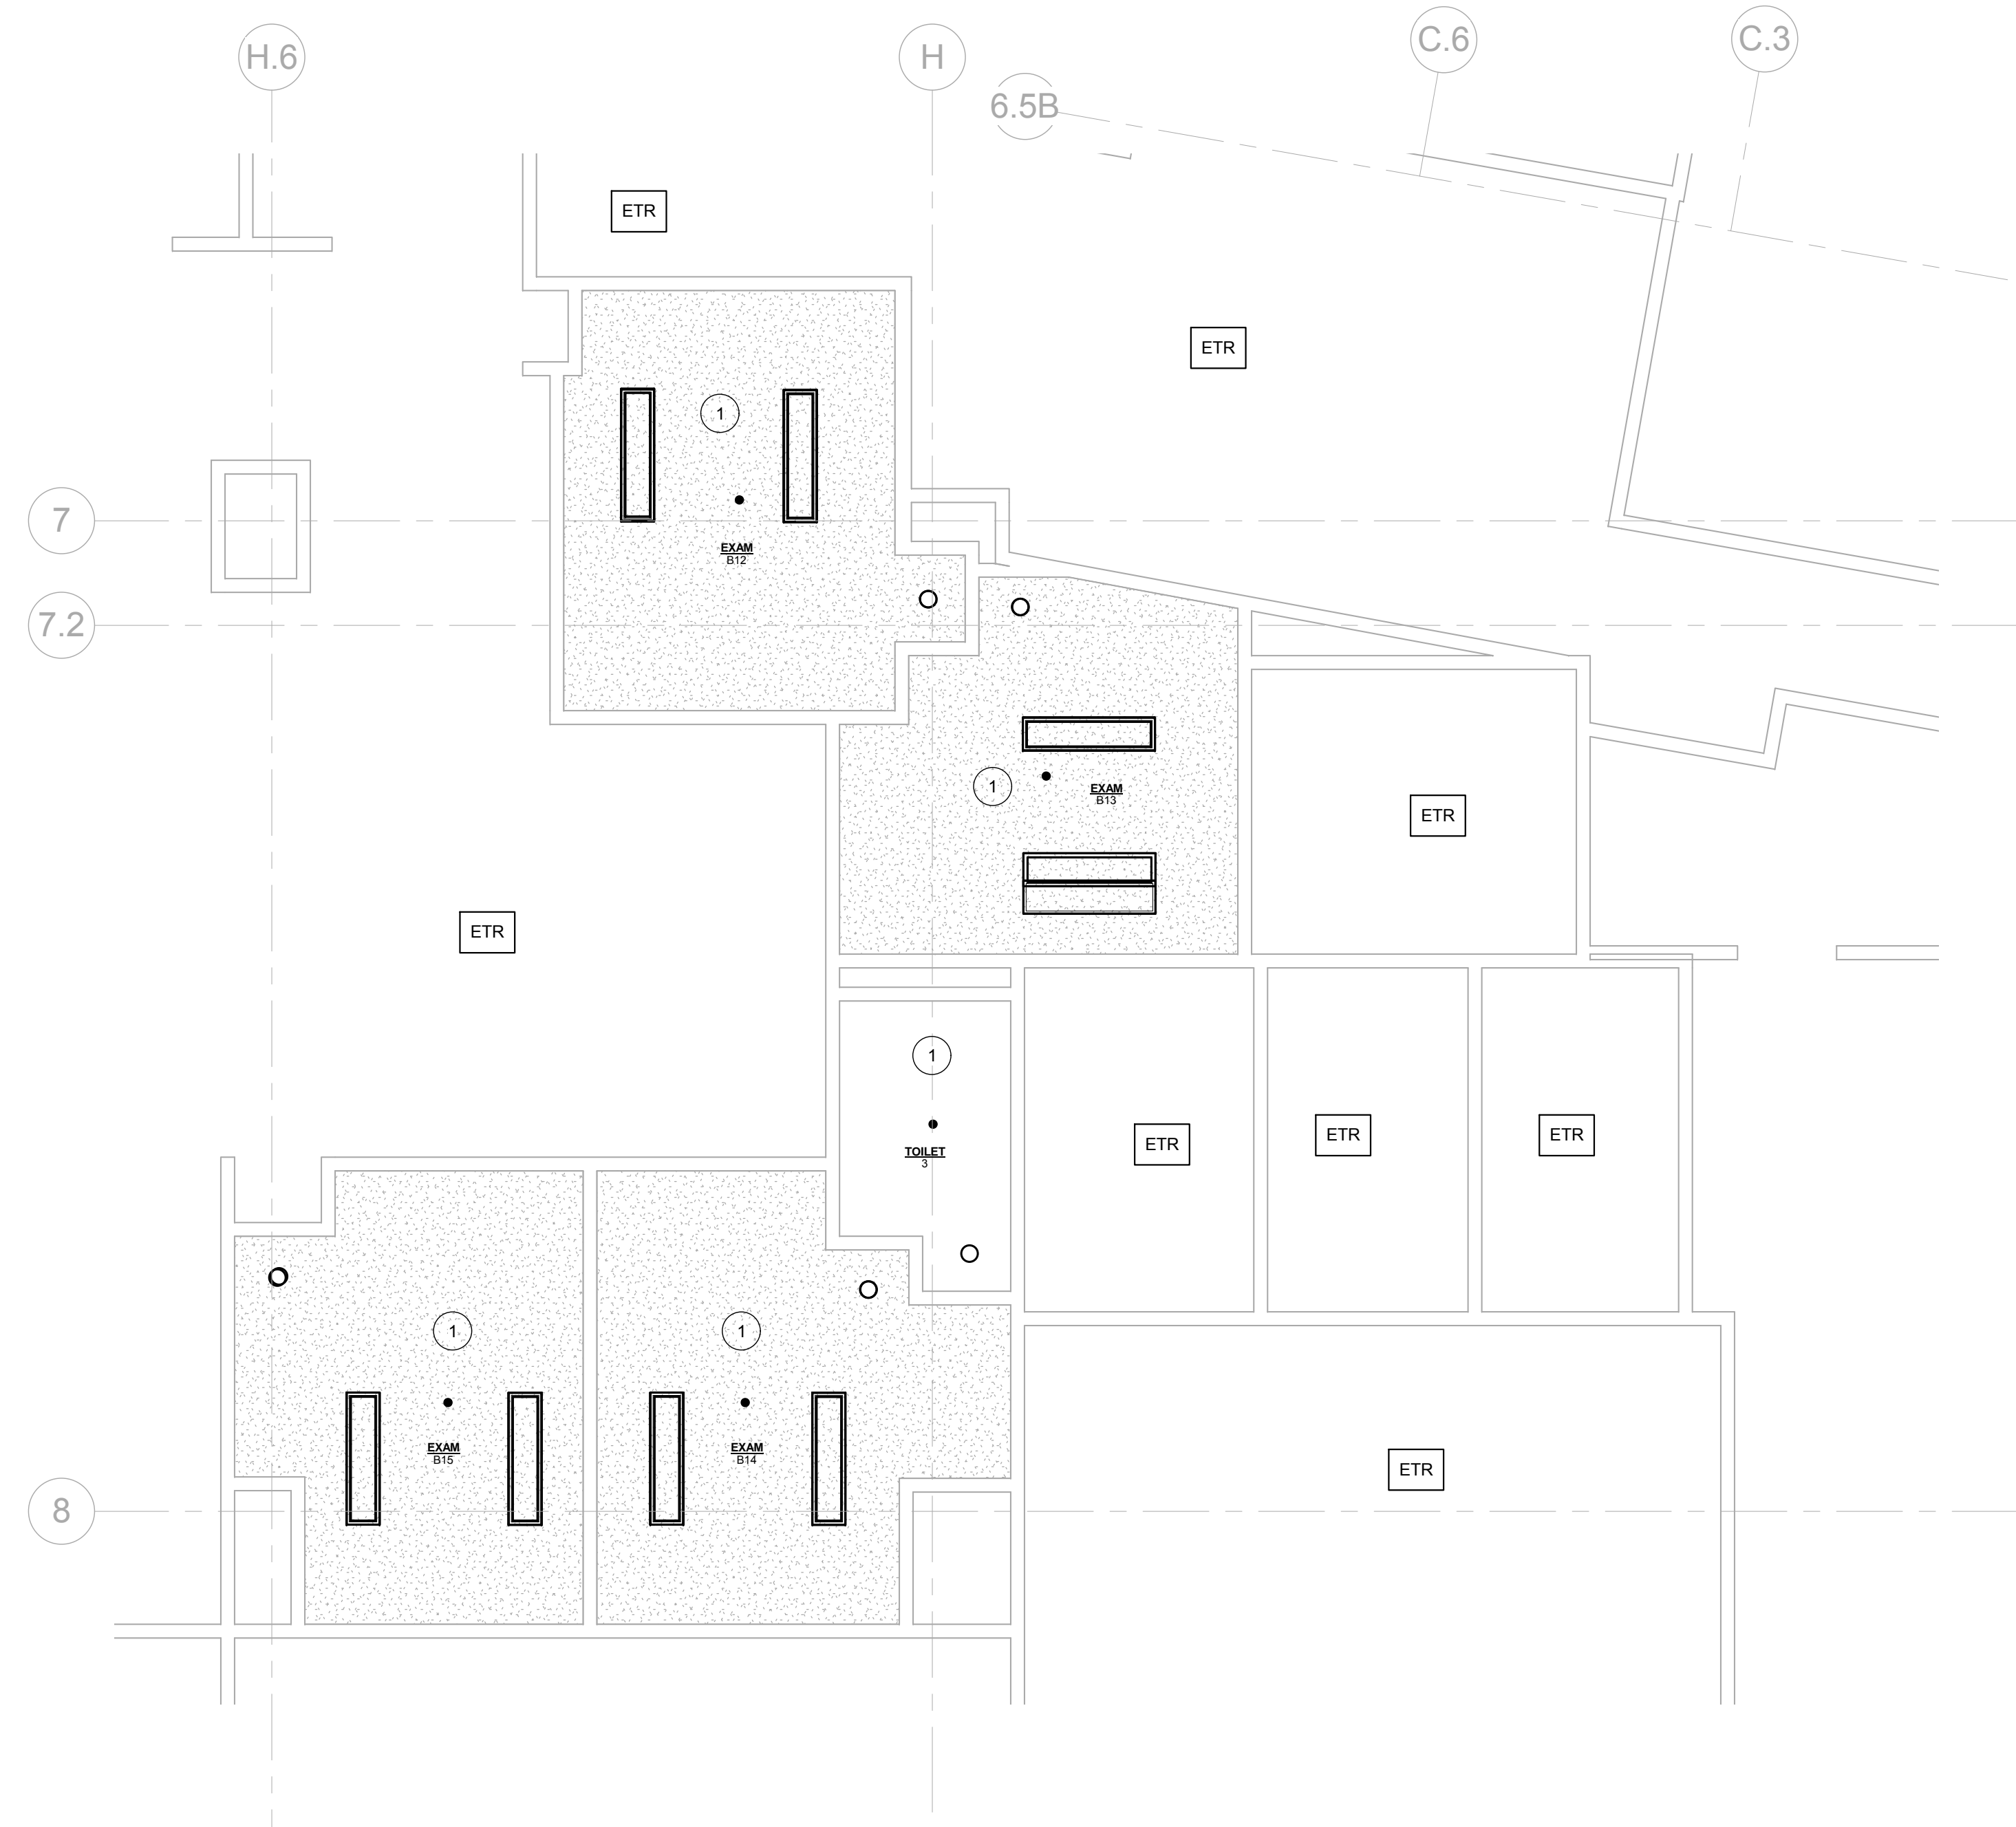 H.6
H
C.6
C.3
6.5B
ETR
ETR
1
7
EXAM
B12
7.2
1
EXAM
B13
ETR
ETR
1
TOILET
3
ETR
ETR
ETR
1
1
EXAM
B15
EXAM
B14
ETR
8